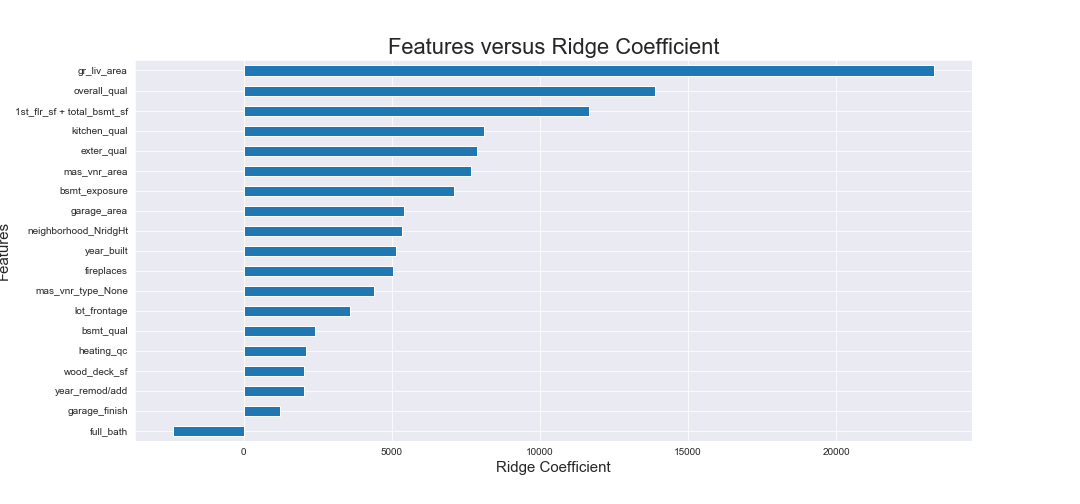 Features versus Ridge Coefficient
gr_liv_area
overall_qual
1st_flr_sf + total_bsmt_sf
kitchen_qual
exter_qual
mas_vnr_area
bsmt_exposure
garage_area
neighborhood_NridgHt
year_built
fireplaces
mas_vnr_type_None
lot_frontage
bsmt_qual
heating_qc
wood_deck_sf
year_remod/add
garage_finish
full_bath
Features
0 5000 10000 15000 20000
Ridge Coefficient